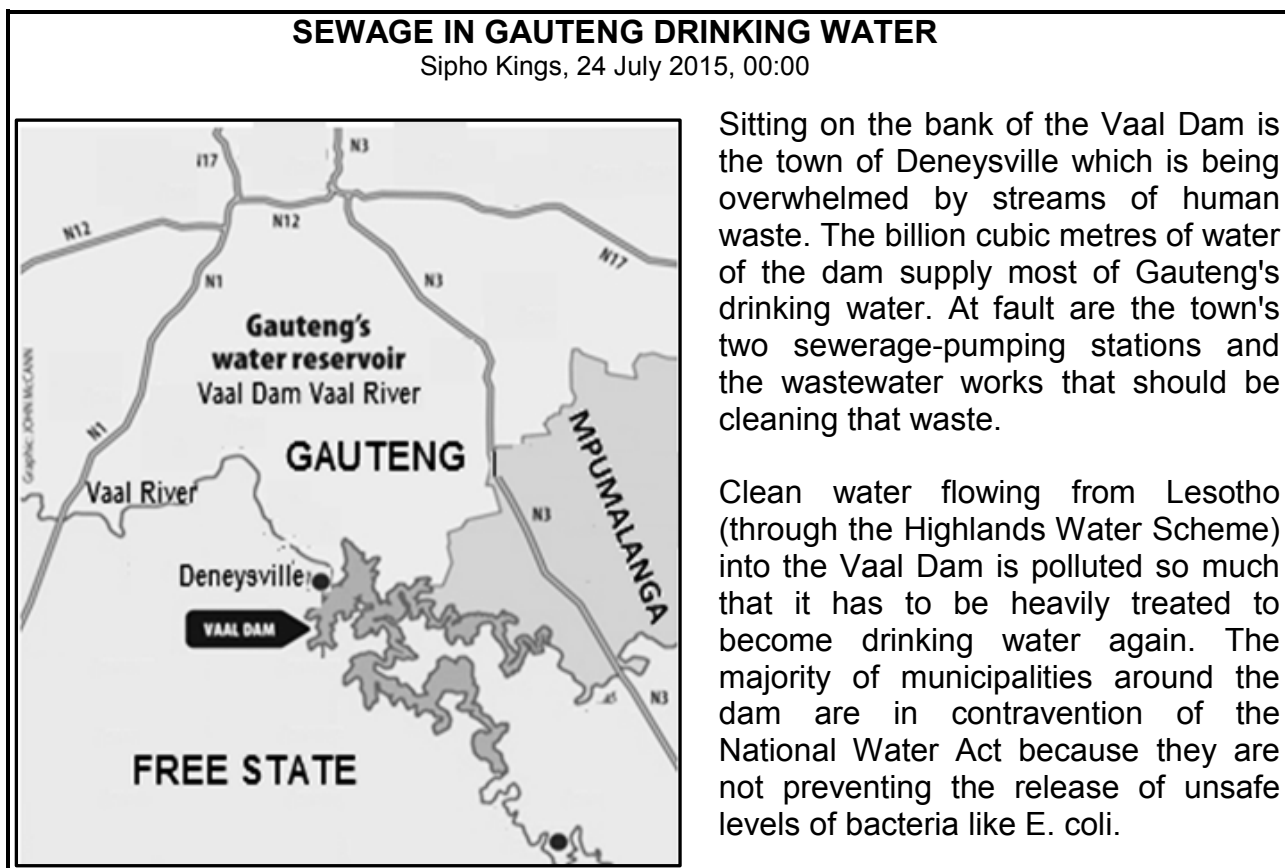 SEWAGE IN GAUTENG DRINKING WATER
Sipho Kings, 24 July 2015, 00:00
N3
N17
N12
N12
N17
N1
N3
Gauteng's
water reservoir
Vaal Dam Vaal River
Graphic: JOHN McCANN
N1
GAUTENG
MPUMALANGA
Vaal River
N3
Deneysville
VAAL DAM
N3
FREE STATE
Sitting on the bank of the Vaal Dam is
the town of Deneysville which is being
overwhelmed by streams of human
waste. The billion cubic metres of water
of the dam supply most of Gauteng's
drinking water. At fault are the town's
two sewerage-pumping stations and
the wastewater works that should be
cleaning that waste.
Clean water flowing from Lesotho
(through the Highlands Water Scheme)
into the Vaal Dam is polluted so much
that it has to be heavily treated to
become drinking water again. The
majority of municipalities around the
dam are in contravention of the
National Water Act because they are
not preventing the release of unsafe
levels of bacteria like E. coli.